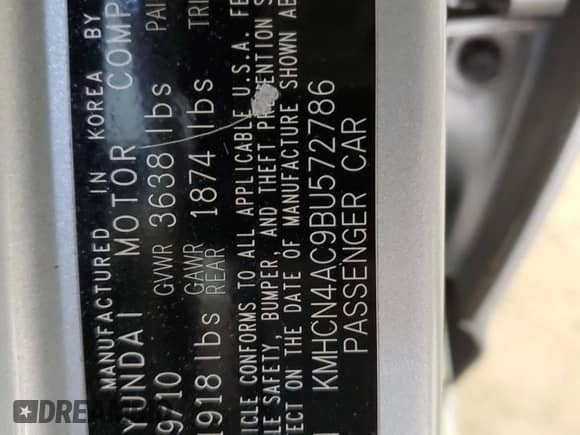 MANUFACTURED IN KOREA BY
YUNDAI MOTOR COMP
9/10 GVWR 3638 lbs PAI
1918 lbs GAWR REAR 1874 lbs TRI
ICLE CONFORMS TO ALL APPLICABLE U.S.A. FE
LE SAFETY, BUMPER, AND THEFT PREVENTION S
ECT ON THE DATE OF MANUFACTURE SHOWN AB
KMHCN4AC9BU572786
PASSENGER CAR